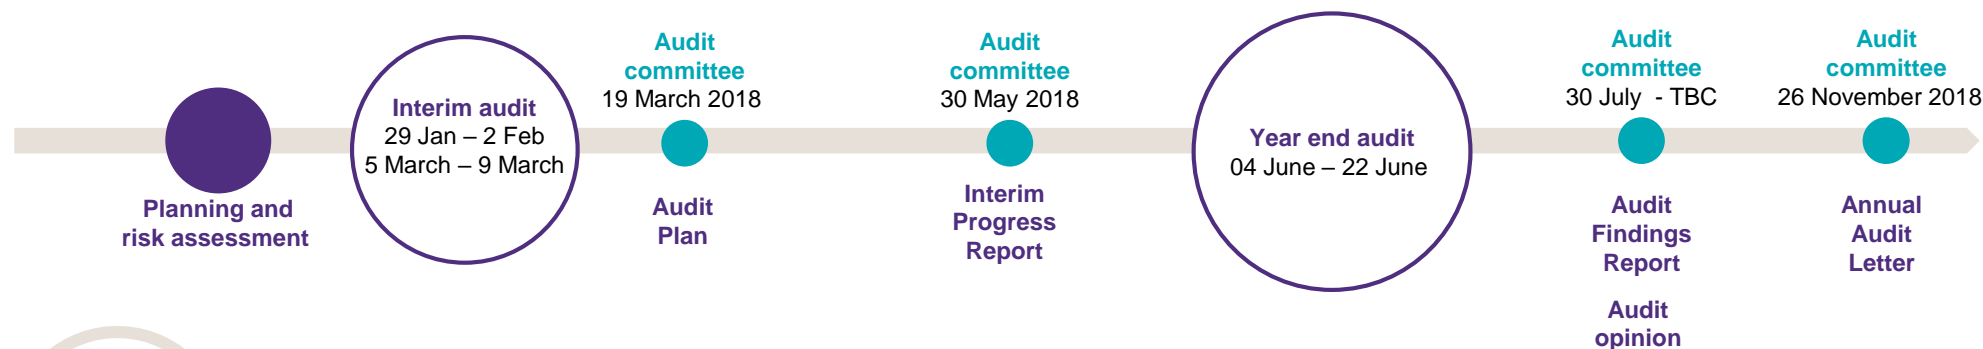 Planning and
risk assessment
Interim audit
29 Jan – 2 Feb
5 March – 9 March
Audit
committee
19 March 2018
Audit
Plan
Audit
committee
30 May 2018
Interim
Progress
Report
Year end audit
04 June – 22 June
Audit
committee
30 July  - TBC
Audit
Findings
Report
Audit
opinion
Audit
committee
26 November 2018
Annual
Audit
Letter